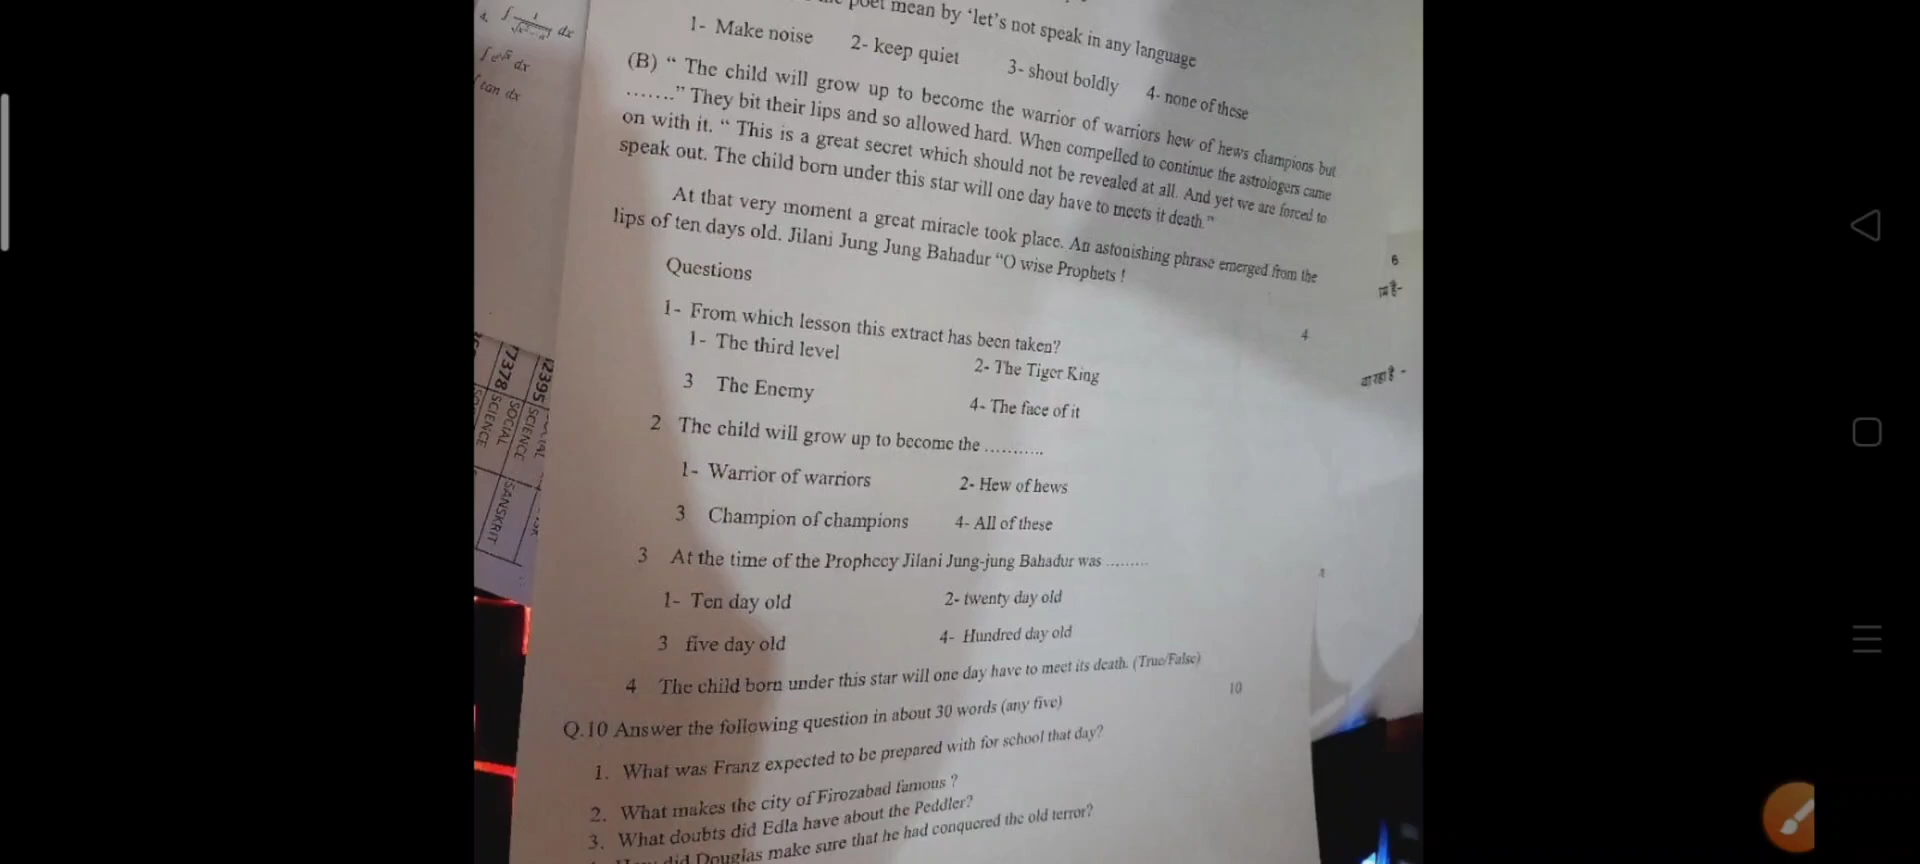 poet mean by ‘let’s not speak in any language
1- Make noise 2- keep quiet 3- shout boldly 4- none of these
(B) “ The child will grow up to become the warrior of warriors hew of hews champions but
.......” They bit their lips and so allowed hard. When compelled to continue the astrologers came
on with it. “ This is a great secret which should not be revealed at all. And yet we are forced to
speak out. The child born under this star will one day have to meets it death ”
At that very moment a great miracle took place. An astonishing phrase emerged from the
lips of ten days old. Jilani Jung Jung Bahadur “O wise Prophets !
Questions
4
1- From which lesson this extract has been taken?
1- The third level 2- The Tiger King
3 The Enemy 4- The face of it
2 The child will grow up to become the ...........
1- Warrior of warriors 2- Hew of hews
3 Champion of champions 4- All of these
3 At the time of the Prophecy Jilani Jung-jung Bahadur was .........
1- Ten day old 2- twenty day old
3 five day old 4- Hundred day old
4 The child born under this star will one day have to meet its death. (True/False)
Q.10 Answer the following question in about 30 words (any five) 10
1. What was Franz expected to be prepared with for school that day?
2. What makes the city of Firozabad famous ?
3. What doubts did Edla have about the Peddler?
did Douglas make sure that he had conquered the old terror?
4.
dx
dx
∫ tan dx
7378 SCIENCE
SOCIAL
SCIENCE
2395
SANSKRIT
6